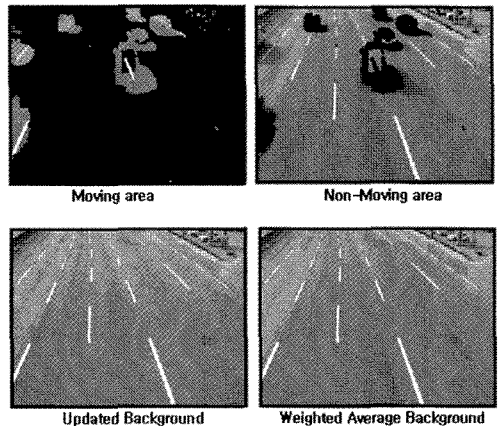 Moving area
Non-Moving area
Updated Background
Weighted Average Background